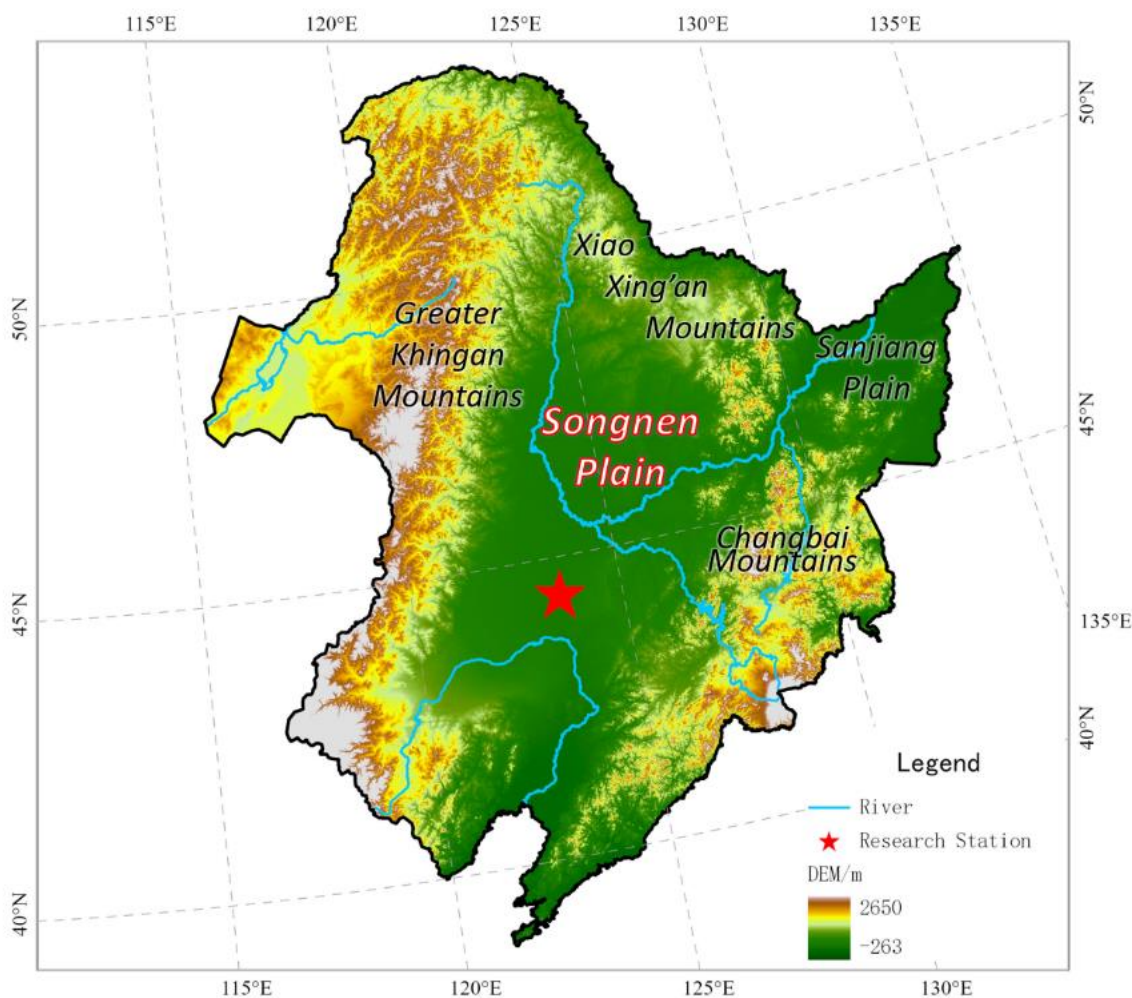 115°E
120°E
125°E
130°E
135°E
50°N
50°N
45°N
45°N
40°N
40°N
135°E
Xiao
Xing'an
Mountains
Greater
Khingan
Mountains
Sanjiang
Plain
Songnen
Plain
Changbai
Mountains
Legend
River
Research Station
DEM/m
2650
-263
115°E
120°E
125°E
130°E